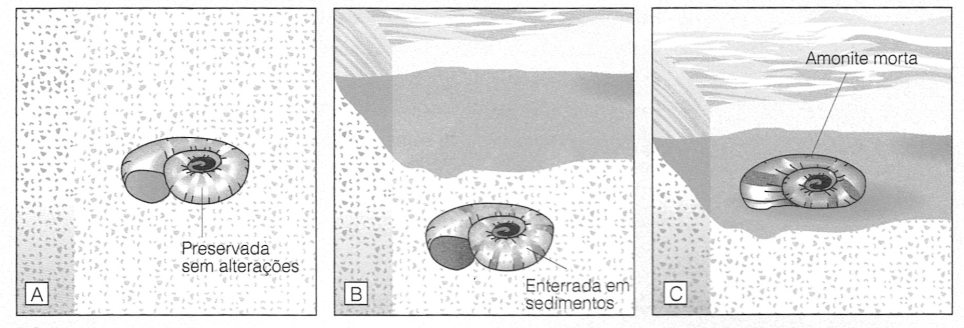 Preservada
sem alterações
A
Enterrada em
sedimentos
B
Amonite morta
C